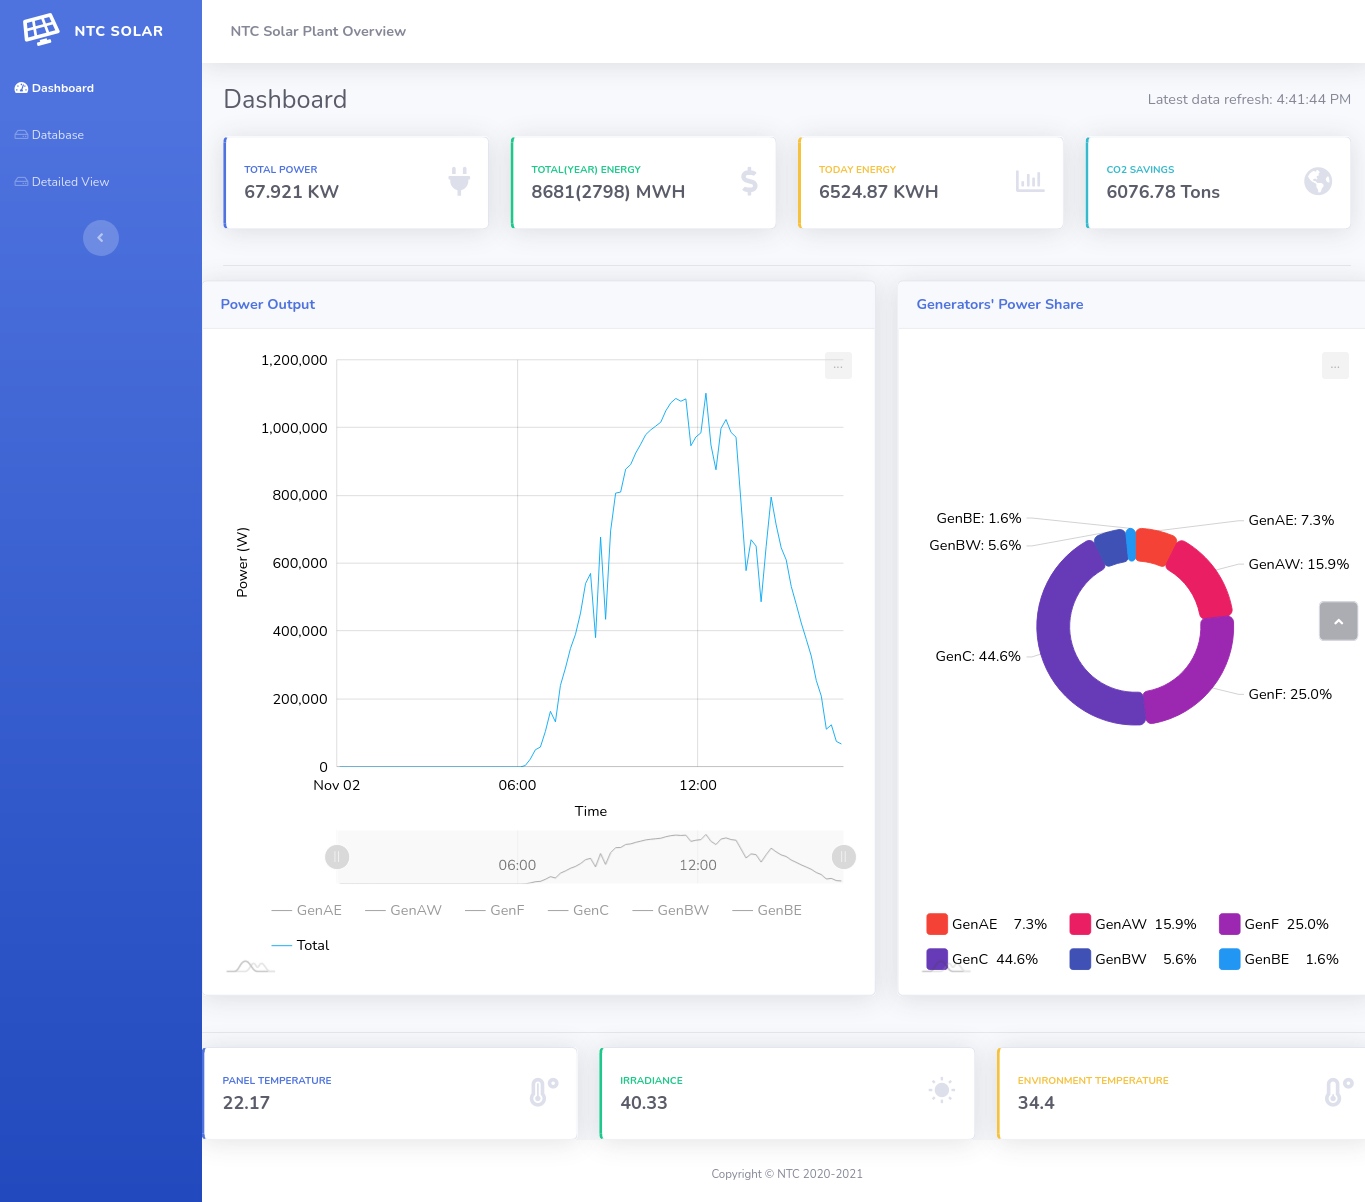 NTC SOLAR
NTC Solar Plant Overview
Dashboard
Database
Detailed View
Dashboard
Latest data refresh: 4:41:44 PM
TOTAL POWER
67.921 KW
TOTAL(YEAR) ENERGY
8681(2798) MWH
TODAY ENERGY
6524.87 KWH
CO2 SAVINGS
6076.78 Tons
Power Output
1,200,000
1,000,000
800,000
600,000
400,000
200,000
0
Power (W)
Nov 02
06:00
12:00
Time
06:00
12:00
GenAE
GenAW
GenF
GenC
GenBW
GenBE
Total
...
Generators' Power Share
...
GenBE: 1.6%
GenAE: 7.3%
GenBW: 5.6%
GenAW: 15.9%
GenC: 44.6%
GenF: 25.0%
GenAE 7.3%
GenAW 15.9%
GenF 25.0%
GenC 44.6%
GenBW 5.6%
GenBE 1.6%
PANEL TEMPERATURE
22.17
IRRADIANCE
40.33
ENVIRONMENT TEMPERATURE
34.4
Copyright © NTC 2020-2021